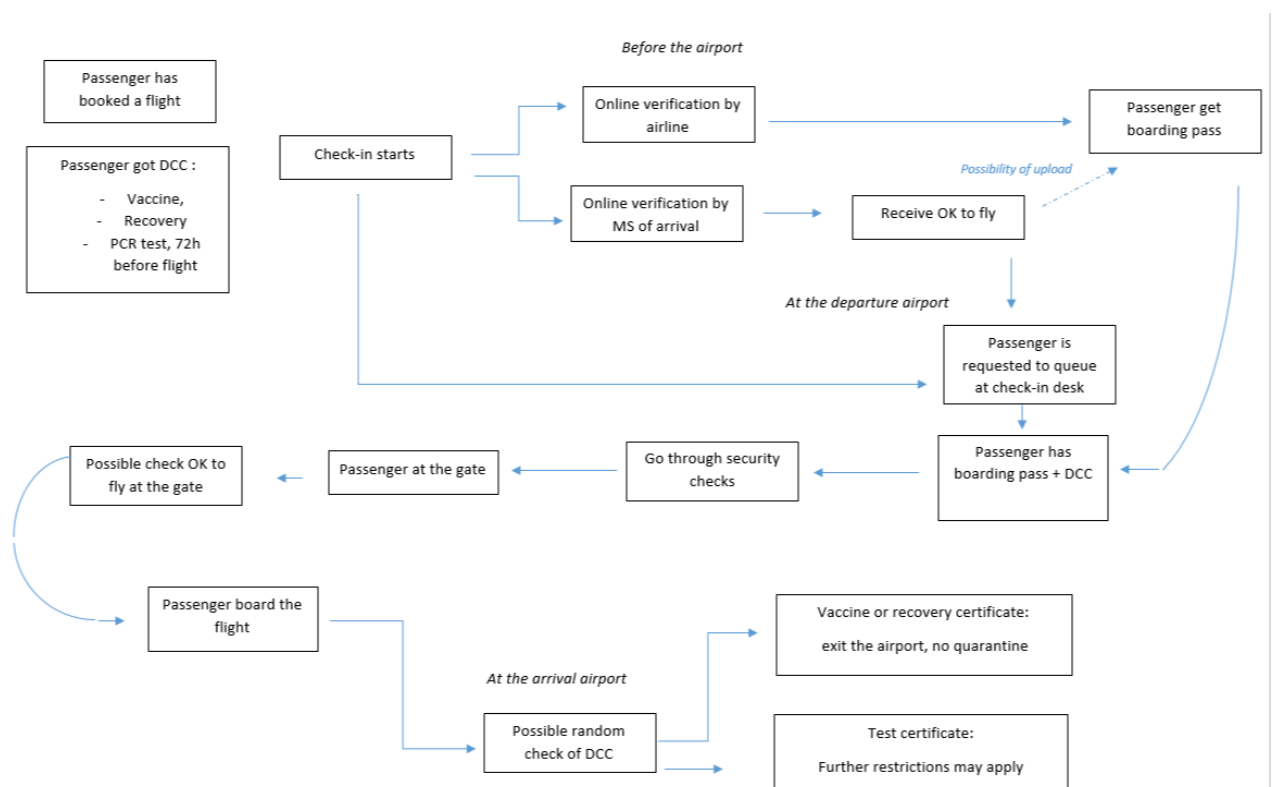 Before the airport
Passenger has
booked a flight
Passenger got DCC :
- Vaccine,
- Recovery
- PCR test, 72h
before flight
Check-in starts
Online verification by
airline
Passenger get
boarding pass
Online verification by
MS of arrival
Receive OK to fly
Possibility of upload
At the departure airport
Passenger is
requested to queue
at check-in desk
Passenger has
boarding pass + DCC
Go through security
checks
Passenger at the gate
Possible check OK to
fly at the gate
Passenger board the
flight
At the arrival airport
Possible random
check of DCC
Vaccine or recovery certificate:
exit the airport, no quarantine
Test certificate:
Further restrictions may apply